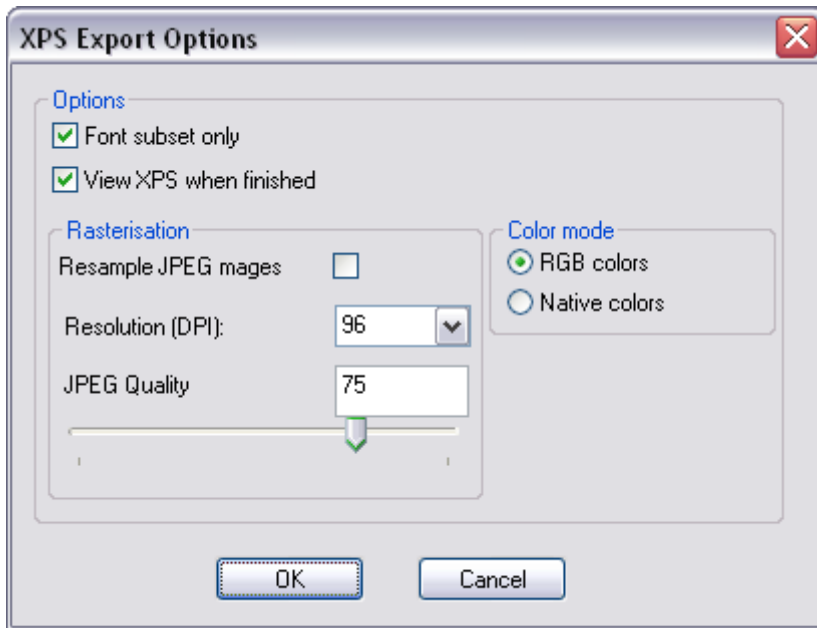 XPS Export Options
Options
Font subset only
View XPS when finished
Rasterisation
Resample JPEG mages
Resolution (DPI):
96
JPEG Quality
75
Color mode
RGB colors
Native colors
OK
Cancel